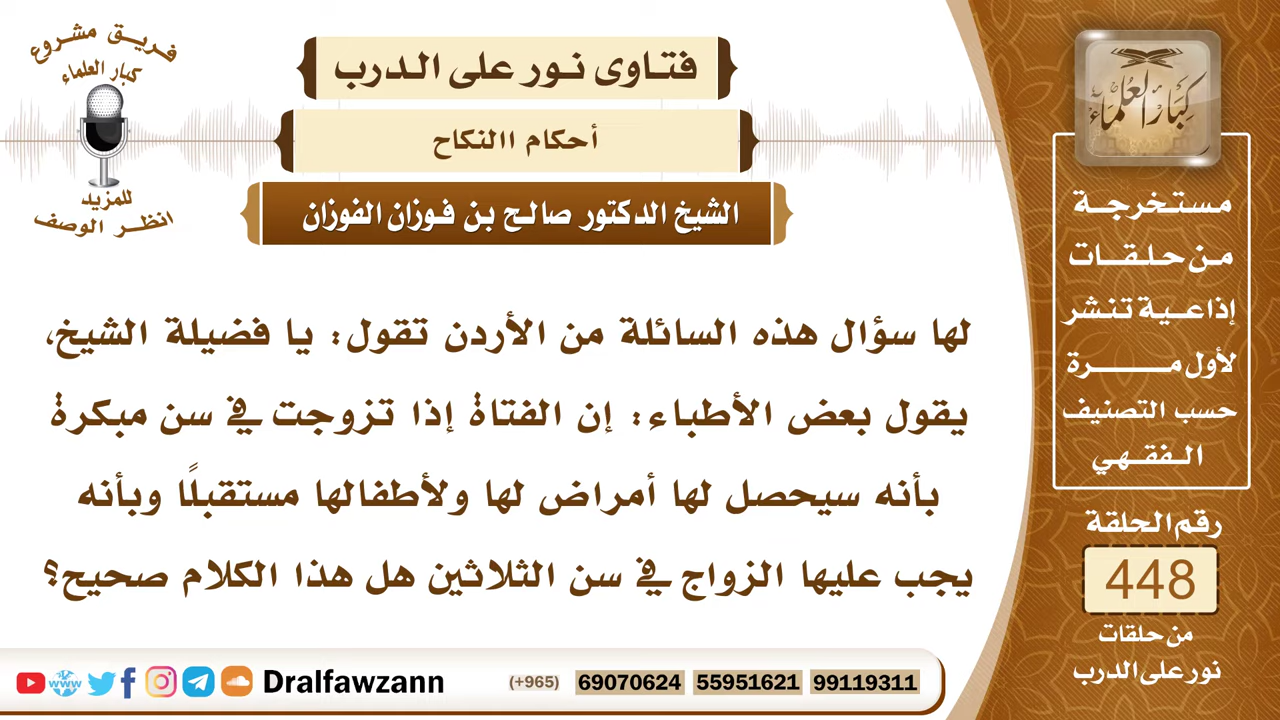 فريق مشروع
كبار العلماء
للمزيد
انظر الوصف
فتاوى نور على الدرب
أحكام االنكاح
الشيخ الدكتور صالح بن فوزان الفوزان
لها سؤال هذه السائلة من الأردن تقول: يا فضيلة الشيخ،
يقول بعض الأطباء: إن الفتاة إذا تزوجت في سن مبكرة
بأنه سيحصل لها أمراض لها ولأطفالها مستقبلًا وبأنه
يجب عليها الزواج في سن الثلاثين هل هذا الكلام صحيح؟
كبار العلماء
مستخرجة
من حلقات
إذاعية تنشر
لأول مرة
حسب التصنيف
الفقهي
رقم الحلقة
448
من حلقات
نور على الدرب
www
Dralfawzann
(+965) 69070624 55951621 99119311